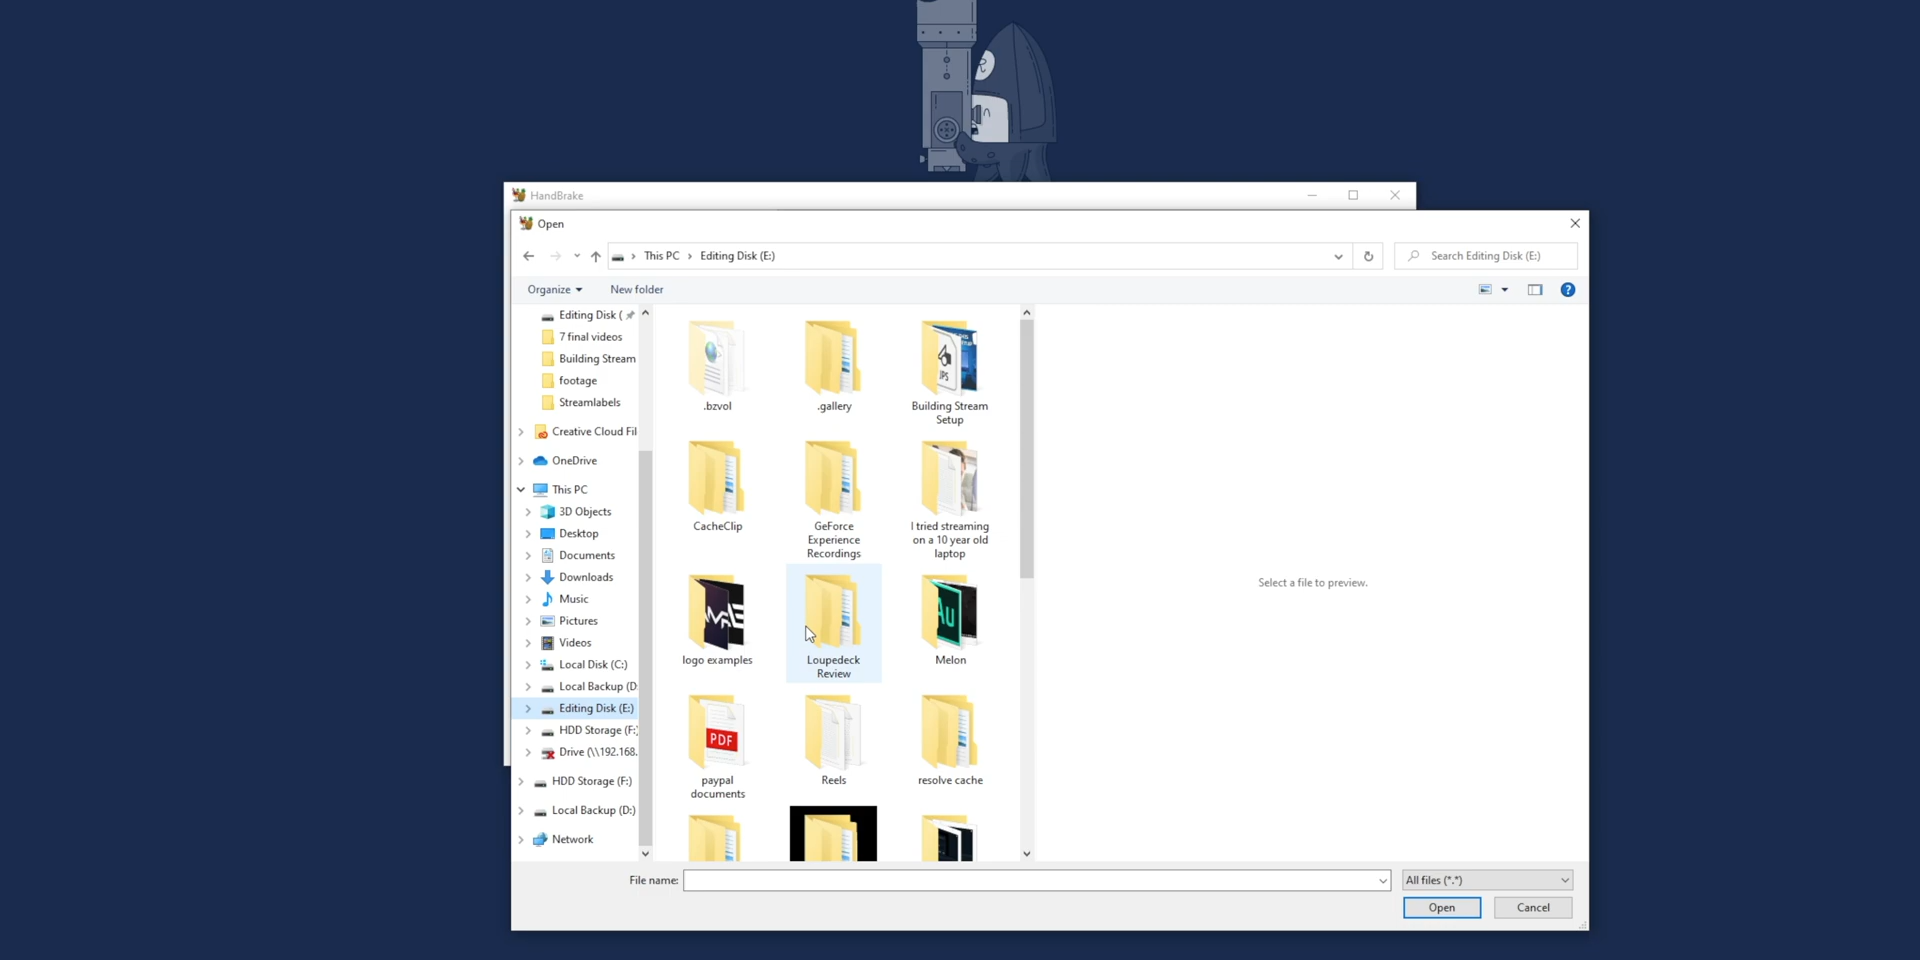 HandBrake
Open
This PC
Editing Disk (E:)
Search Editing Disk (E:)
Organize
New folder
Editing Disk (
7 final videos
Building Stream
footage
Streamlabels
Creative Cloud Fil
OneDrive
This PC
3D Objects
Desktop
Documents
Downloads
Music
Pictures
Videos
Local Disk (C:)
Local Backup (D
Editing Disk (E:)
HDD Storage (F:
Drive (\\192.168.
HDD Storage (F:)
Local Backup (D:)
Network
.bzvol
.gallery
JPS
Building Stream
Setup
CacheClip
GeForce
Experience
Recordings
I tried streaming
on a 10 year old
laptop
logo examples
Loupedeck
Review
Au
Melon
PDF
paypal
documents
Reels
resolve cache
Select a file to preview.
File name:
All files (*.*)
Open
Cancel